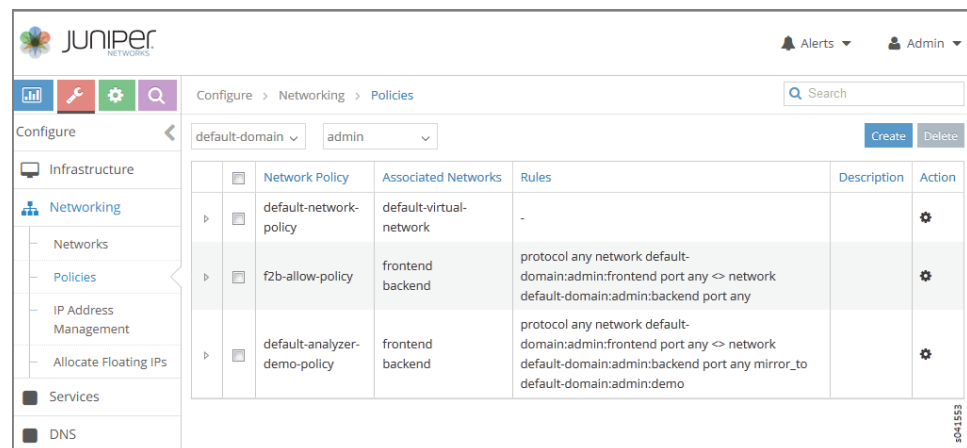 JUNIPER
NETWORKS
Alerts
Admin
Configure > Networking > Policies
Search
Configure
default-domain
admin
Create
Delete
Infrastructure
Networking
Networks
Policies
IP Address
Management
Allocate Floating IPs
Services
DNS
Network Policy
Associated Networks
Rules
Description
Action
default-network-
policy
default-virtual-
network
-
f2b-allow-policy
frontend
backend
protocol any network default-
domain:admin:frontend port any <> network
default-domain:admin:backend port any
default-analyzer-
demo-policy
frontend
backend
protocol any network default-
domain:admin:frontend port any <> network
default-domain:admin:backend port any mirror_to
default-domain:admin:demo
s041553